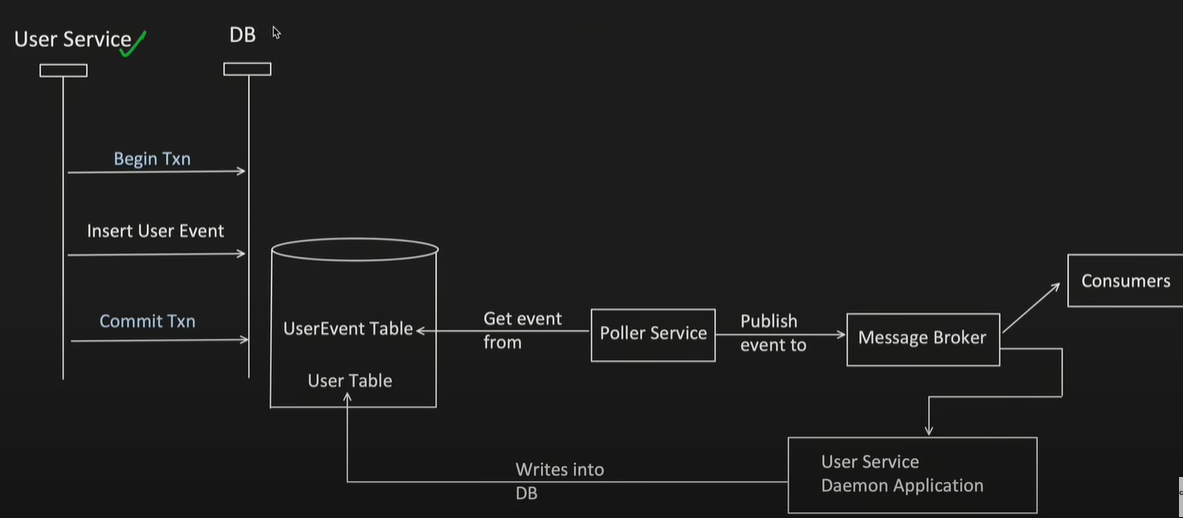 User Service
DB
Begin Txn
Insert User Event
Commit Txn
UserEvent Table
User Table
Get event
from
Poller Service
Publish
event to
Message Broker
Consumers
User Service
Daemon Application
Writes into
DB